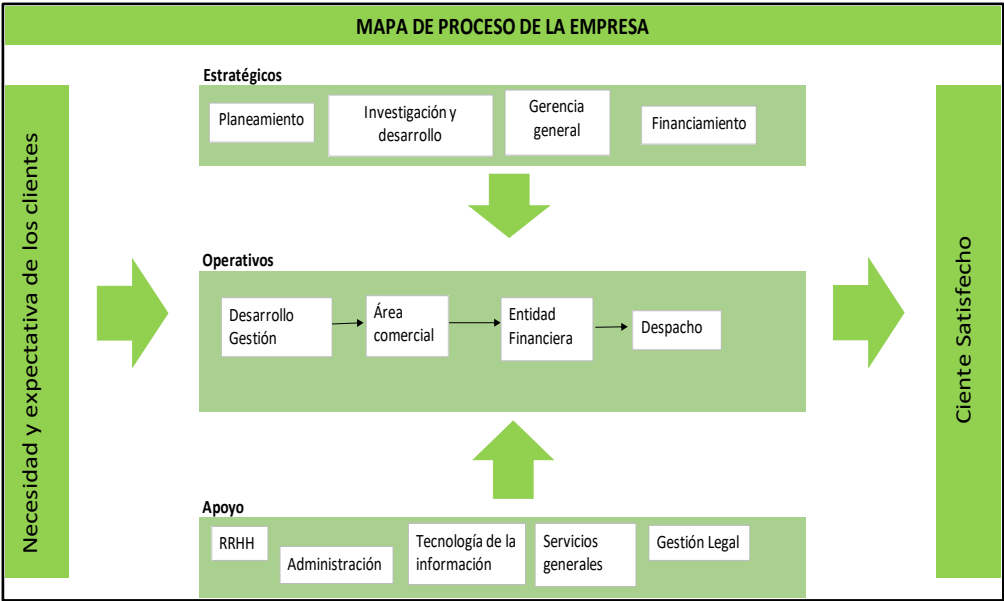 MAPA DE PROCESO DE LA EMPRESA
Necesidad y expectativa de los clientes
Estratégicos
Planeamiento
Investigación y
desarrollo
Gerencia
general
Financiamiento
Operativos
Desarrollo
Gestión
Área
comercial
Entidad
Financiera
Despacho
Apoyo
RRHH
Administración
Tecnología de la
información
Servicios
generales
Gestión Legal
Ciente Satisfecho